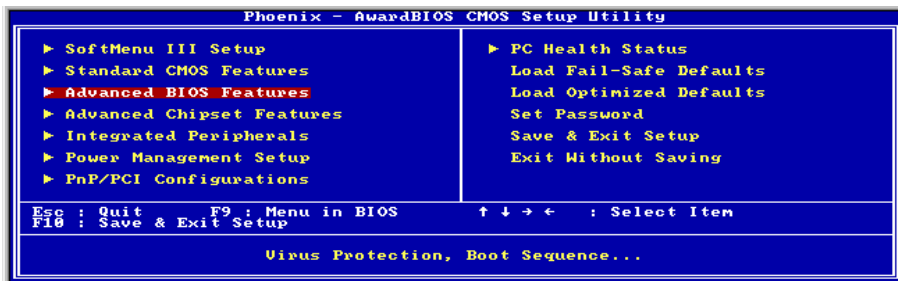 Phoenix - AwardBIOS CMOS Setup Utility
► SoftMenu III Setup
► Standard CMOS Features
► Advanced BIOS Features
► Advanced Chipset Features
► Integrated Peripherals
► Power Management Setup
► PnP/PCI Configurations
► PC Health Status
Load Fail-Safe Defaults
Load Optimized Defaults
Set Password
Save & Exit Setup
Exit Without Saving
Esc : Quit F9 : Menu in BIOS ↑ ↓ → ← : Select Item
F10 : Save & Exit Setup
Virus Protection, Boot Sequence...